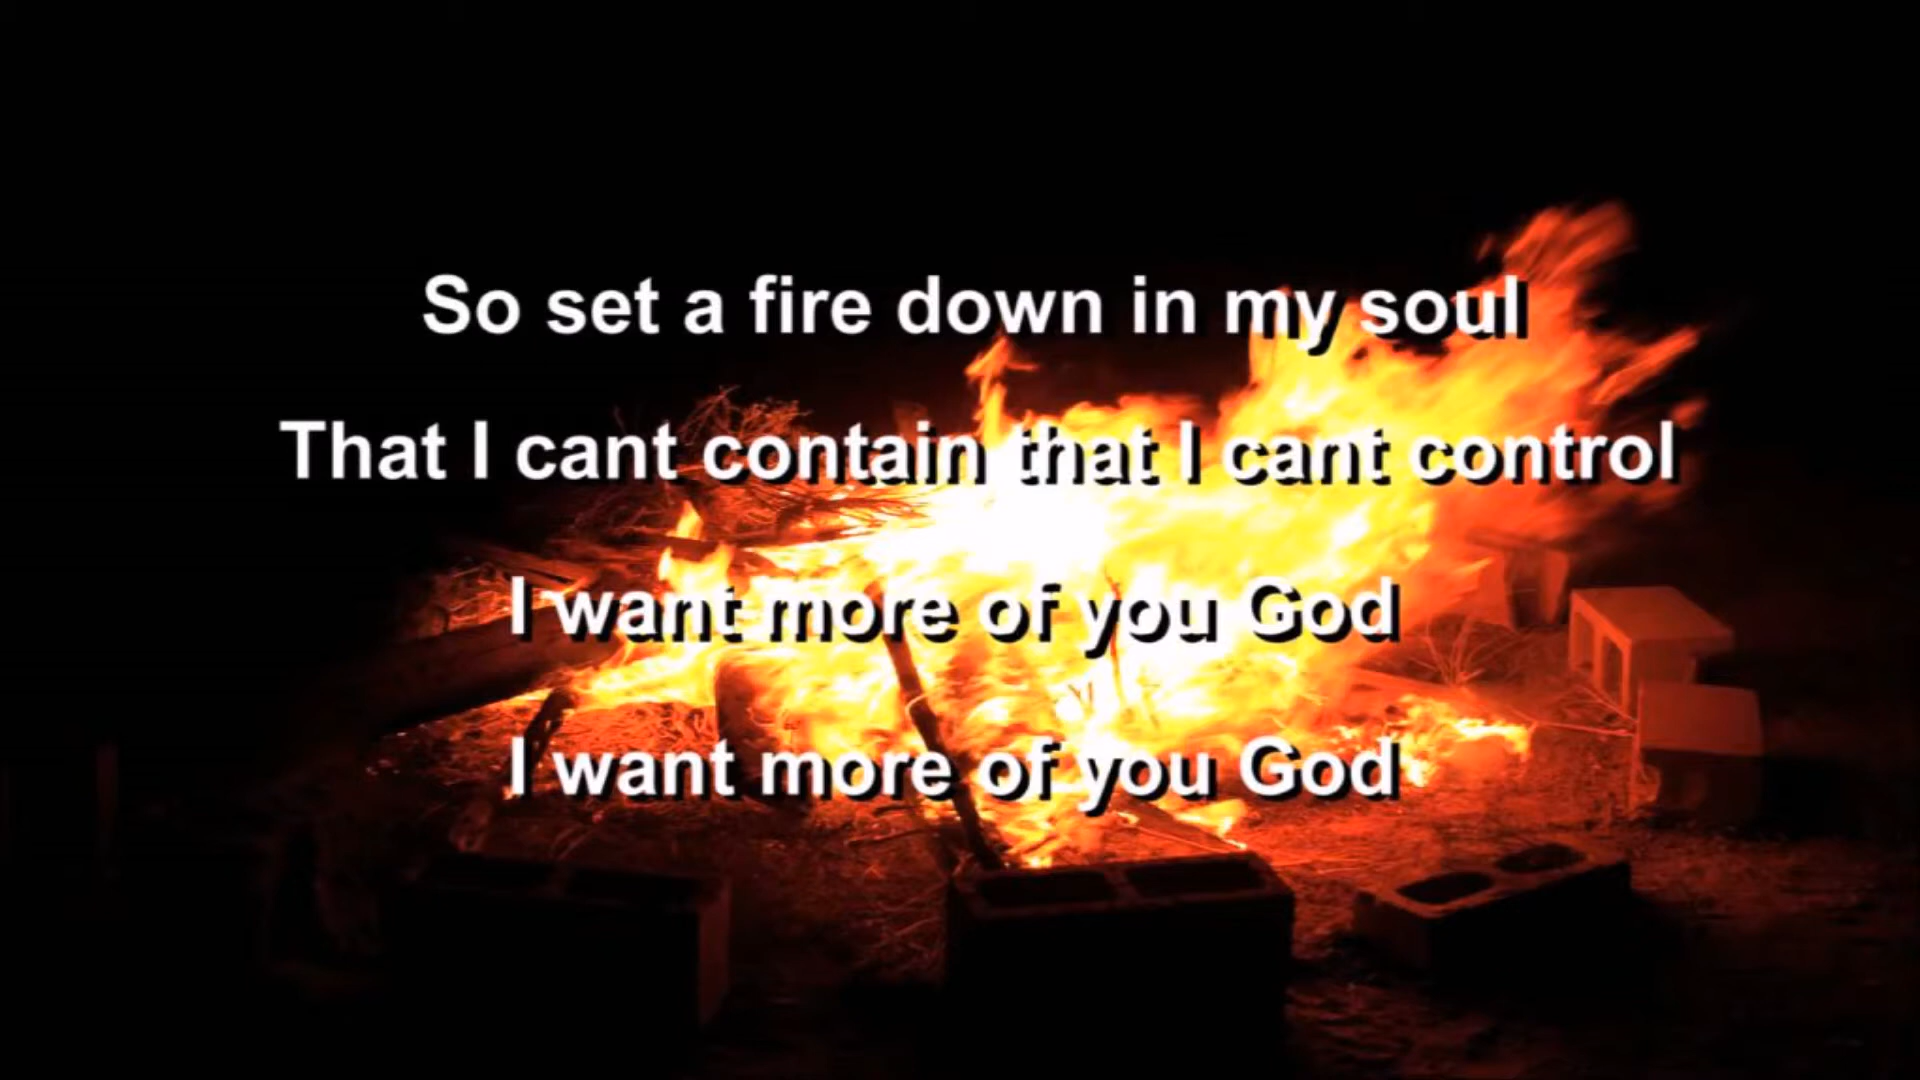 So set a fire down in my soul
That I cant contain that I cant control
I want more of you God
I want more of you God